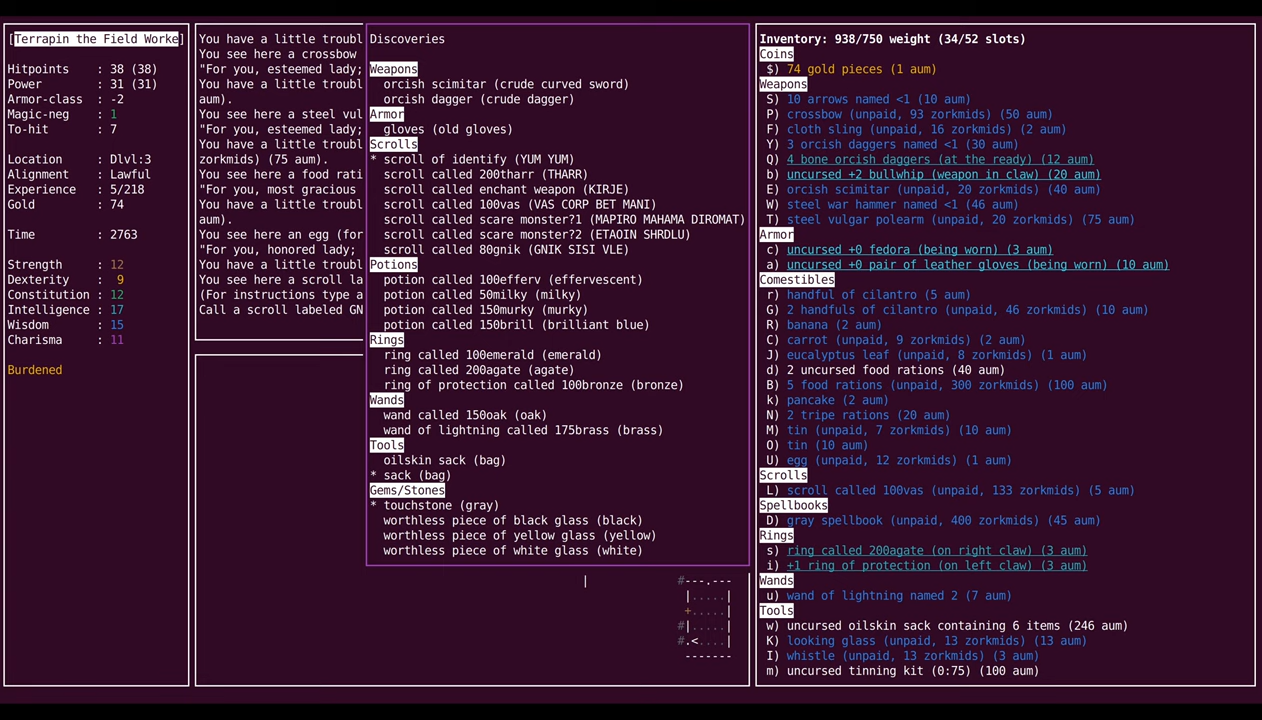 [Terrapin the Field Worke]
Hitpoints : 38 (38)
Power : 31 (31)
Armor-class : -2
Magic-neg : 1
To-hit : 7
Location : Dlvl:3
Alignment : Lawful
Experience : 5/218
Gold : 74
Time : 2763
Strength : 12
Dexterity : 9
Constitution : 12
Intelligence : 17
Wisdom : 15
Charisma : 11
Burdened
You have a little troubl
You see here a crossbow
"For you, esteemed lady;
You have a little troubl
aum).
You see here a steel vul
"For you, esteemed lady;
You have a little troubl
zorkmids) (75 aum).
You see here a food rati
"For you, most gracious
You have a little troubl
aum).
You see here an egg (for
"For you, honored lady;
You have a little troubl
You see here a scroll la
(For instructions type a
Call a scroll labeled GN
Discoveries
Weapons
orcish scimitar (crude curved sword)
orcish dagger (crude dagger)
Armor
gloves (old gloves)
Scrolls
* scroll of identify (YUM YUM)
scroll called 200tharr (THARR)
scroll called enchant weapon (KIRJE)
scroll called 100vas (VAS CORP BET MANI)
scroll called scare monster?1 (MAPIRO MAHAMA DIROMAT)
scroll called scare monster?2 (ETAOIN SHRDLU)
scroll called 80gnik (GNIK SISI VLE)
Potions
potion called 100efferv (effervescent)
potion called 50milky (milky)
potion called 150murky (murky)
potion called 150brill (brilliant blue)
Rings
ring called 100emerald (emerald)
ring called 200agate (agate)
ring of protection called 100bronze (bronze)
Wands
wand called 150oak (oak)
wand of lightning called 175brass (brass)
Tools
oilskin sack (bag)
* sack (bag)
Gems/Stones
* touchstone (gray)
worthless piece of black glass (black)
worthless piece of yellow glass (yellow)
worthless piece of white glass (white)
| #---.---
|.....|
+.....|
#|.....|
#.<....|
-------
Inventory: 938/750 weight (34/52 slots)
Coins
$) 74 gold pieces (1 aum)
Weapons
S) 10 arrows named <1 (10 aum)
P) crossbow (unpaid, 93 zorkmids) (50 aum)
F) cloth sling (unpaid, 16 zorkmids) (2 aum)
Y) 3 orcish daggers named <1 (30 aum)
Q) 4 bone orcish daggers (at the ready) (12 aum)
b) uncursed +2 bullwhip (weapon in claw) (20 aum)
E) orcish scimitar (unpaid, 20 zorkmids) (40 aum)
W) steel war hammer named <1 (46 aum)
T) steel vulgar polearm (unpaid, 20 zorkmids) (75 aum)
Armor
c) uncursed +0 fedora (being worn) (3 aum)
a) uncursed +0 pair of leather gloves (being worn) (10 aum)
Comestibles
r) handful of cilantro (5 aum)
G) 2 handfuls of cilantro (unpaid, 46 zorkmids) (10 aum)
R) banana (2 aum)
C) carrot (unpaid, 9 zorkmids) (2 aum)
J) eucalyptus leaf (unpaid, 8 zorkmids) (1 aum)
d) 2 uncursed food rations (40 aum)
B) 5 food rations (unpaid, 300 zorkmids) (100 aum)
k) pancake (2 aum)
N) 2 tripe rations (20 aum)
M) tin (unpaid, 7 zorkmids) (10 aum)
O) tin (10 aum)
U) egg (unpaid, 12 zorkmids) (1 aum)
Scrolls
L) scroll called 100vas (unpaid, 133 zorkmids) (5 aum)
Spellbooks
D) gray spellbook (unpaid, 400 zorkmids) (45 aum)
Rings
s) ring called 200agate (on right claw) (3 aum)
i) +1 ring of protection (on left claw) (3 aum)
Wands
u) wand of lightning named 2 (7 aum)
Tools
w) uncursed oilskin sack containing 6 items (246 aum)
K) looking glass (unpaid, 13 zorkmids) (13 aum)
I) whistle (unpaid, 13 zorkmids) (3 aum)
m) uncursed tinning kit (0:75) (100 aum)